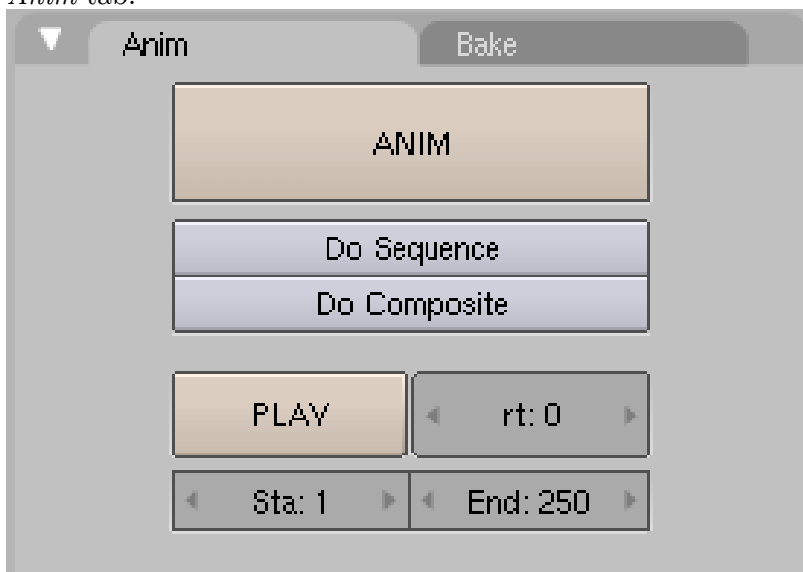 Anim tab.
Anim Bake
ANIM
Do Sequence
Do Composite
PLAY rt: 0
Sta: 1 End: 250